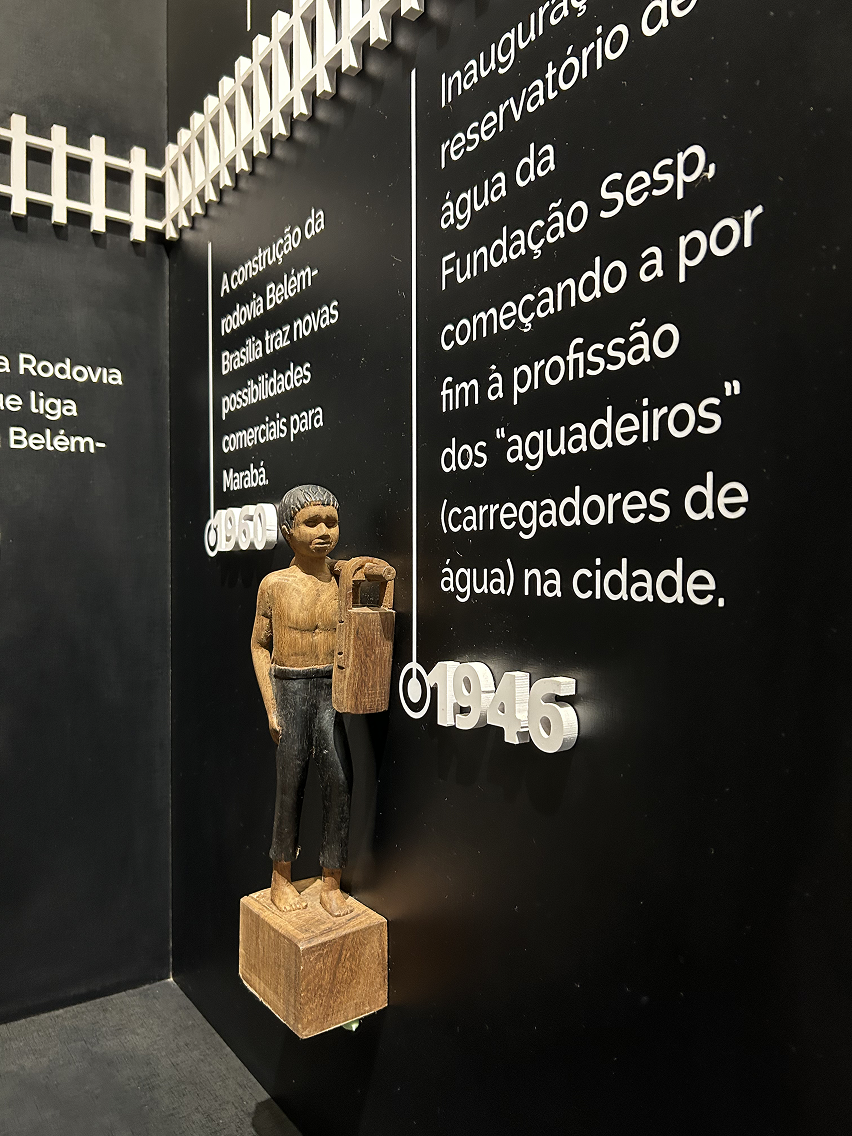 a Rodovia
ue liga
Belém-
A construção da
rodovia Belém-
Brasília traz novas
possibilidades
comerciais para
Marabá.
1960
reservatório de
água da
Fundação Sesp,
começando a por
fim à profissão
dos "aguadeiros"
(carregadores de
água) na cidade.
1946